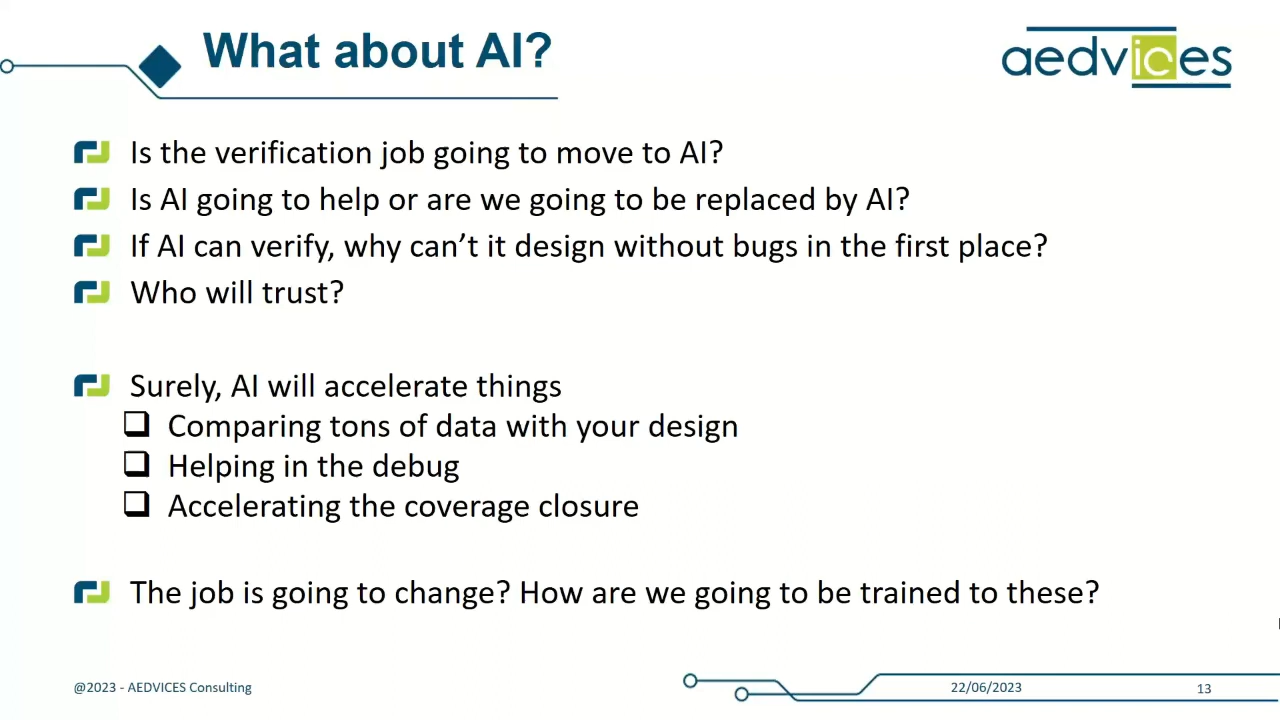 What about AI?
aedvices
Is the verification job going to move to AI?
Is AI going to help or are we going to be replaced by AI?
If AI can verify, why can’t it design without bugs in the first place?
Who will trust?
Surely, AI will accelerate things
Comparing tons of data with your design
Helping in the debug
Accelerating the coverage closure
The job is going to change? How are we going to be trained to these?
@2023 - AEDVICES Consulting
22/06/2023
13